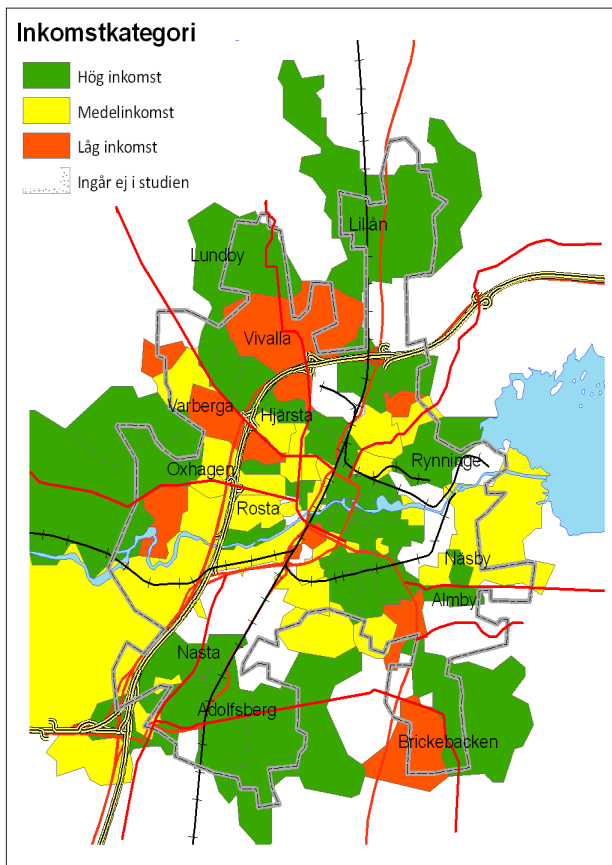 Inkomstkategori
Hög inkomst
Medelinkomst
Låg inkomst
Ingår ej i studien
Lilån
Lundby
Vivalla
Varberga
Hjärsta
Oxhagen
Rynninge
Rosta
Näsby
Almby
Nasta
Adolfsberg
Brickebacken